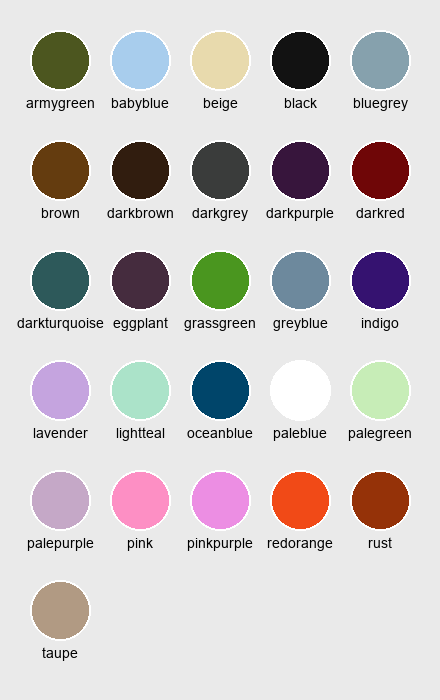 armygreen babyblue beige black bluegrey
brown darkbrown darkgrey darkpurple darkred
darkturquoise eggplant grassgreen greyblue indigo
lavender lightteal oceanblue paleblue palegreen
palepurple pink pinkpurple redorange rust
taupe